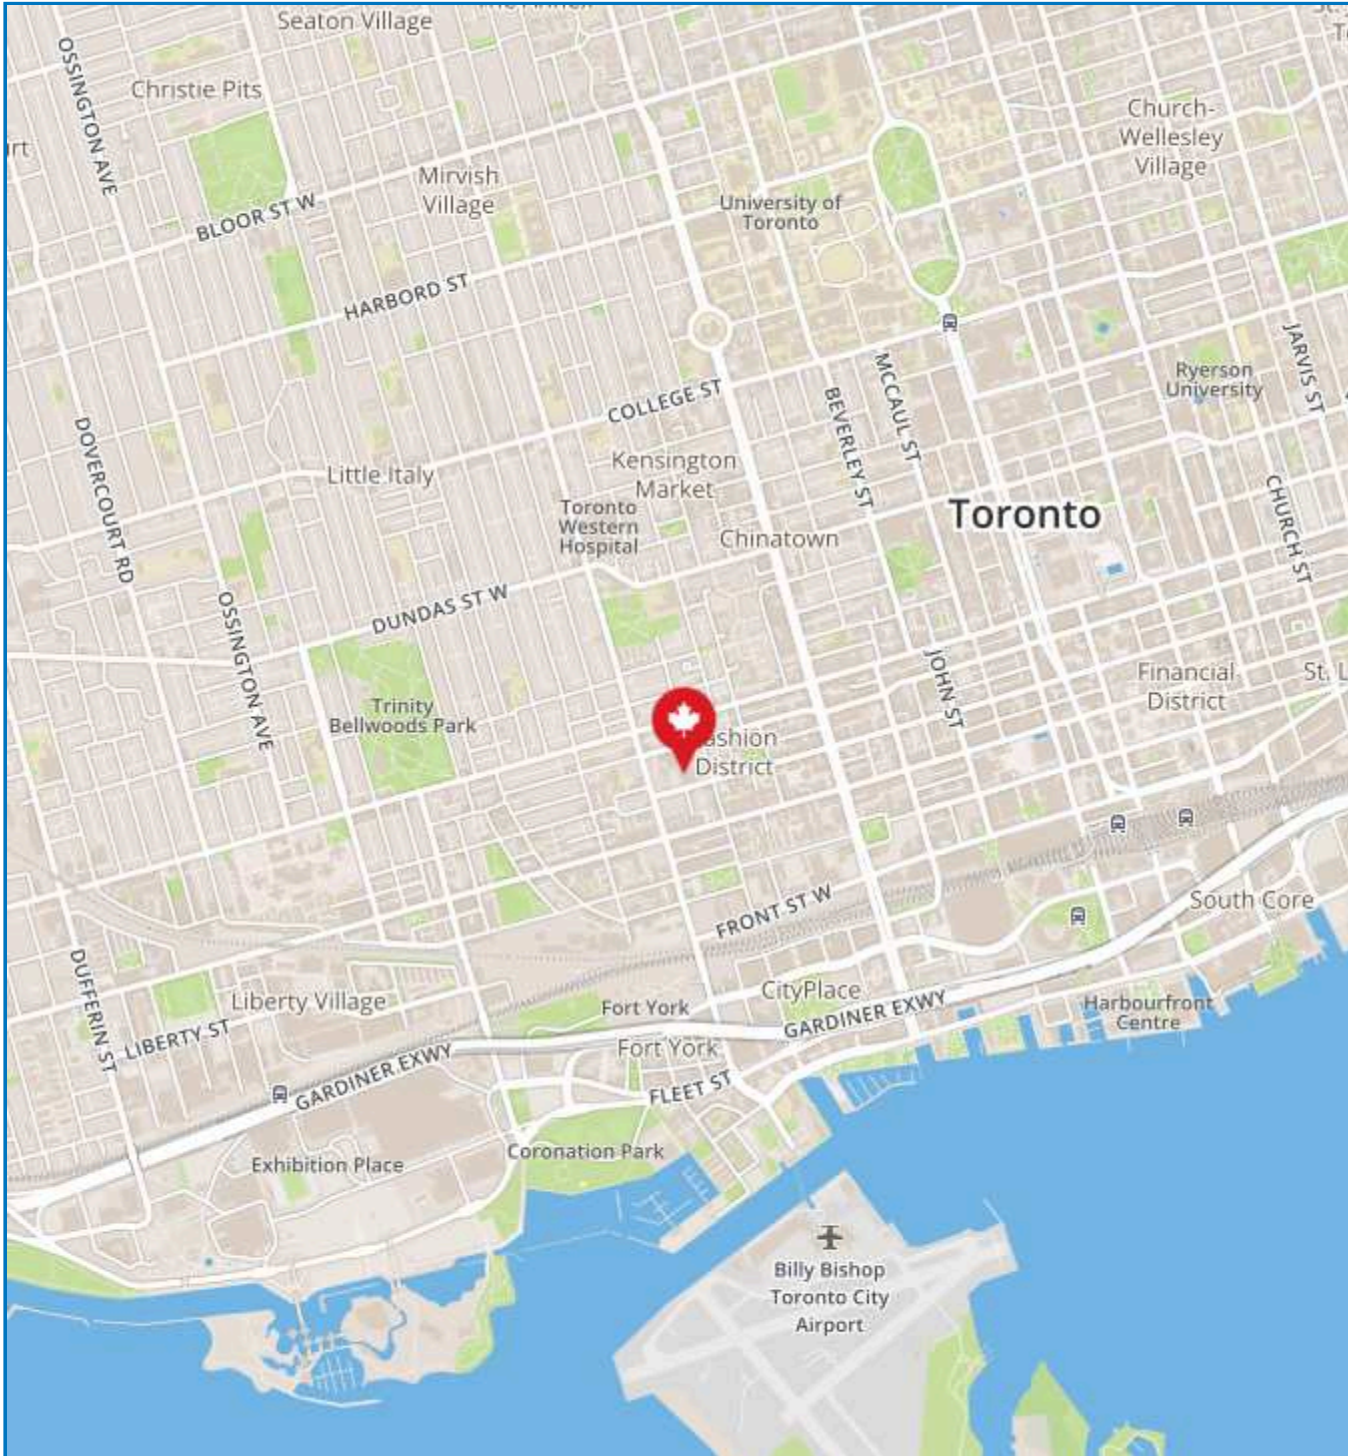 The Annex
Seaton Village
OSSINGTON AVE
Christie Pits
Church-
Wellesley
Village
Mirvish
Village
University of
Toronto
BLOOR ST W
HARBORD ST
JARVIS ST
MCCAUL ST
Ryerson
University
COLLEGE ST
BEVERLEY ST
DOVERCOURT RD
Kensington
Market
Little Italy
CHURCH ST
Toronto
Western
Hospital
Toronto
Chinatown
DUNDAS ST W
OSSINGTON AVE
JOHN ST
Financial
District
St. L
Trinity
Bellwoods Park
ashion
District
FRONT ST W
South Core
DUFFERIN ST
Liberty Village
CityPlace
Fort York
Harbourfront
Centre
GARDINER EXWY
LIBERTY ST
Fort York
GARDINER EXWY
FLEET ST
Coronation Park
Exhibition Place
Billy Bishop
Toronto City
Airport